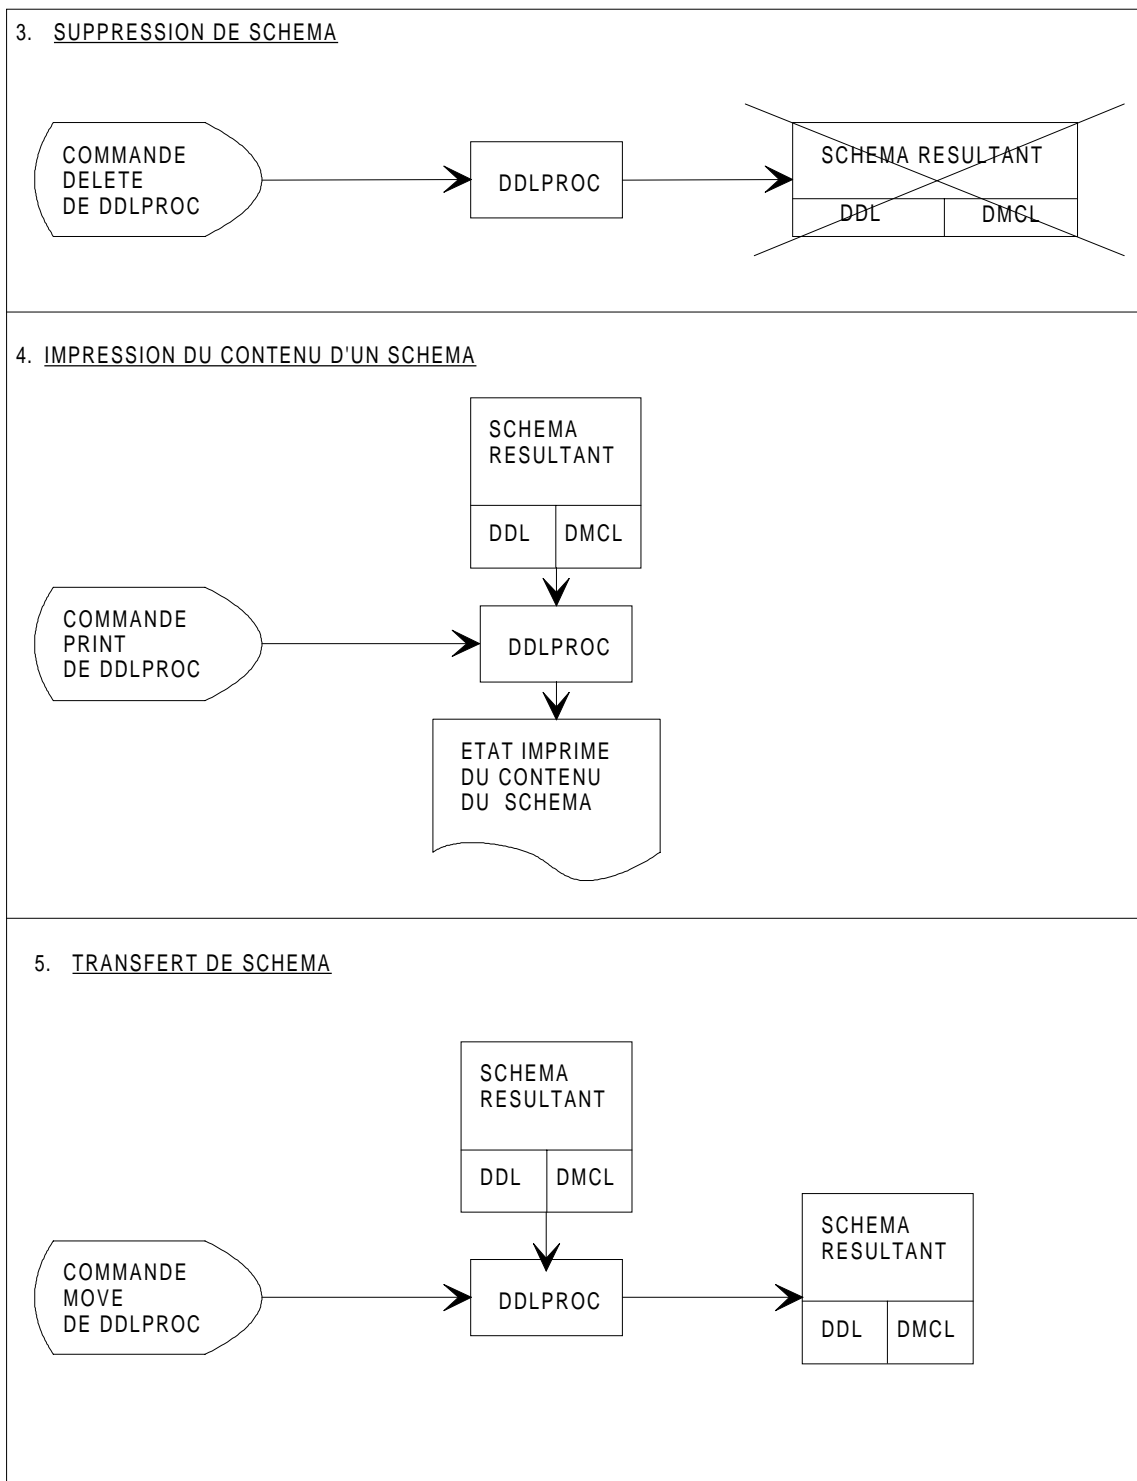 3. SUPPRESSION DE SCHEMA
COMMANDE
DELETE
DE DDLPROC
DDLPROC
SCHEMA RESULTANT
DDL DMCL
4. IMPRESSION DU CONTENU D'UN SCHEMA
SCHEMA
RESULTANT
DDL DMCL
COMMANDE
PRINT
DE DDLPROC
DDLPROC
ETAT IMPRIME
DU CONTENU
DU SCHEMA
5. TRANSFERT DE SCHEMA
SCHEMA
RESULTANT
DDL DMCL
COMMANDE
MOVE
DE DDLPROC
DDLPROC
SCHEMA
RESULTANT
DDL DMCL